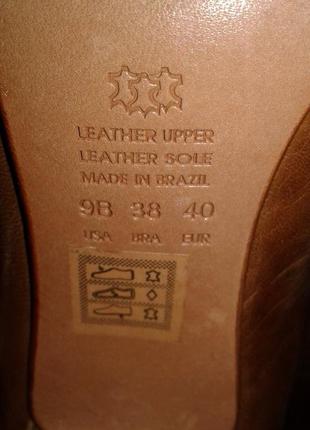 LEATHER UPPER
LEATHER SOLE
MADE IN BRAZIL
9B 38 40
USA BRA EUR